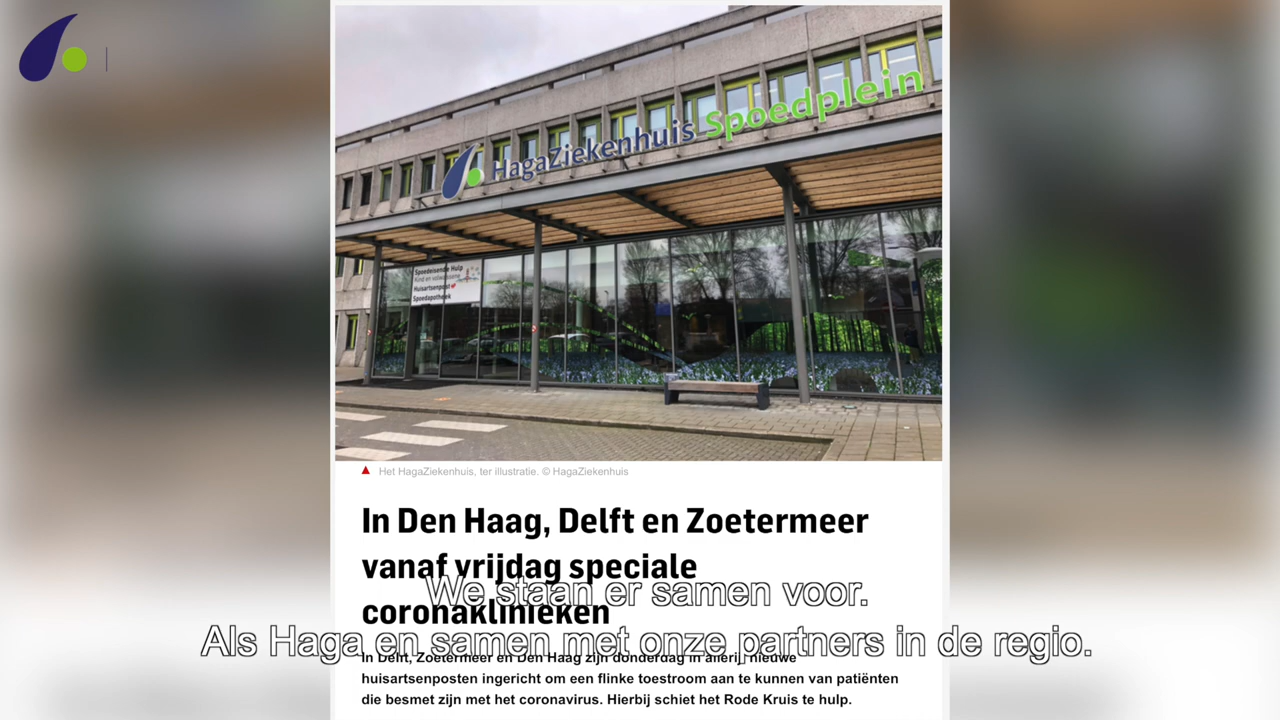 HagaZiekenhuis Spoedplein
Spoedeisende Hulp
Kind en volwassene
Huisartsenpost
Spoedapotheek
Het HagaZiekenhuis, ter illustratie. © HagaZiekenhuis
In Den Haag, Delft en Zoetermeer
vanaf vrijdag speciale
coronaklinieken
We staan er samen voor.
Als Haga en samen met onze partners in de regio.
In Delft, Zoetermeer en Den Haag zijn donderdag in allerij nieuwe
huisartsenposten ingericht om een flinke toestroom aan te kunnen van patiënten
die besmet zijn met het coronavirus. Hierbij schiet het Rode Kruis te hulp.